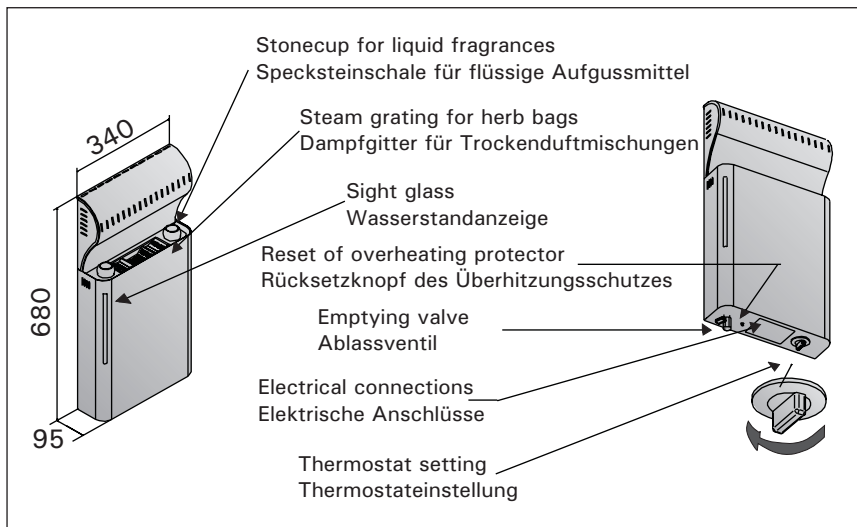 Stonecup for liquid fragrances
Specksteinschale für flüssige Aufgussmittel
340
Steam grating for herb bags
Dampfgitter für Trockenduftmischungen
Sight glass
Wasserstandanzeige
Reset of overheating protector
Rücksetzknopf des Überhitzungsschutzes
680
Emptying valve
Ablassventil
Electrical connections
Elektrische Anschlüsse
95
Thermostat setting
Thermostateinstellung